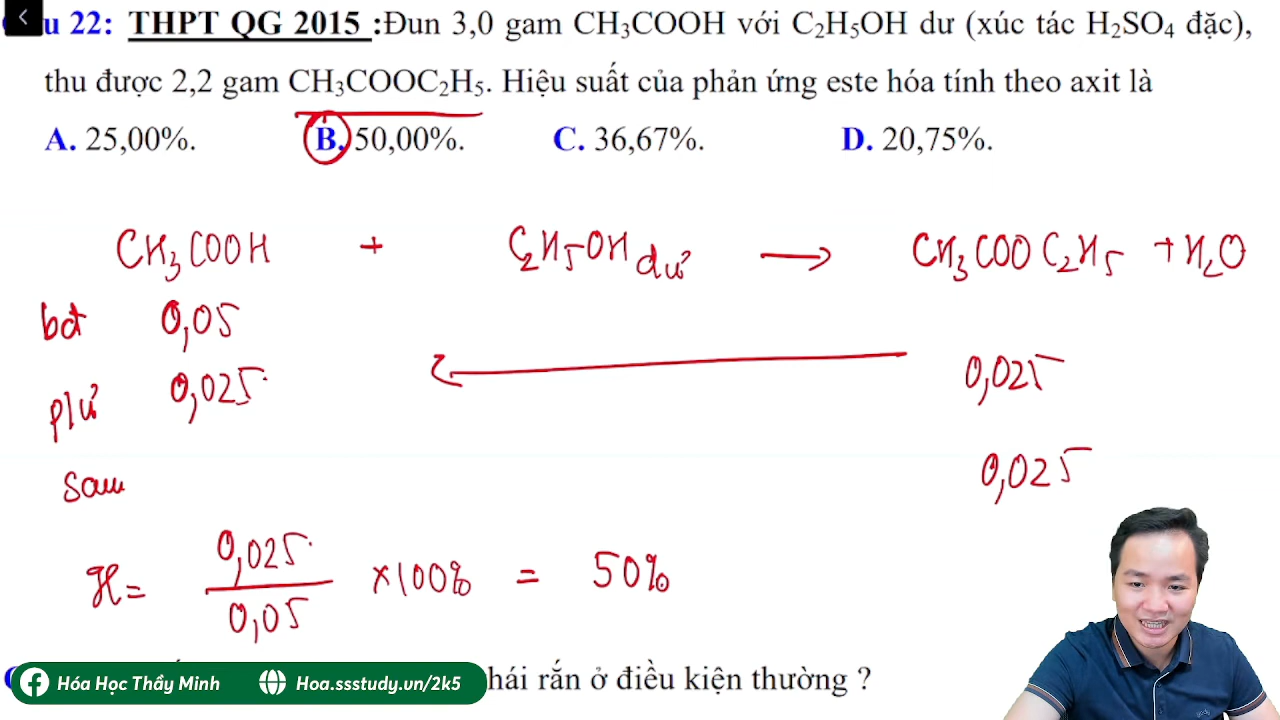 u 22: THPT QG 2015 :Đun 3,0 gam CH₃COOH với C₂H₅OH dư (xúc tác H₂SO₄ đặc),
thu được 2,2 gam CH₃COOC₂H₅. Hiệu suất của phản ứng este hóa tính theo axit là
A. 25,00%. B. 50,00%. C. 36,67%. D. 20,75%.
CH₃COOH + C₂H₅OH dư → CH₃COOC₂H₅ + H₂O
bđ 0,05
p/ư 0,025 ← 0,025
sau 0,025
H = 0,025 / 0,05 × 100% = 50%
hái rắn ở điều kiện thường ?
Hóa Học Thầy Minh Hoa.ssstudy.vn/2k5